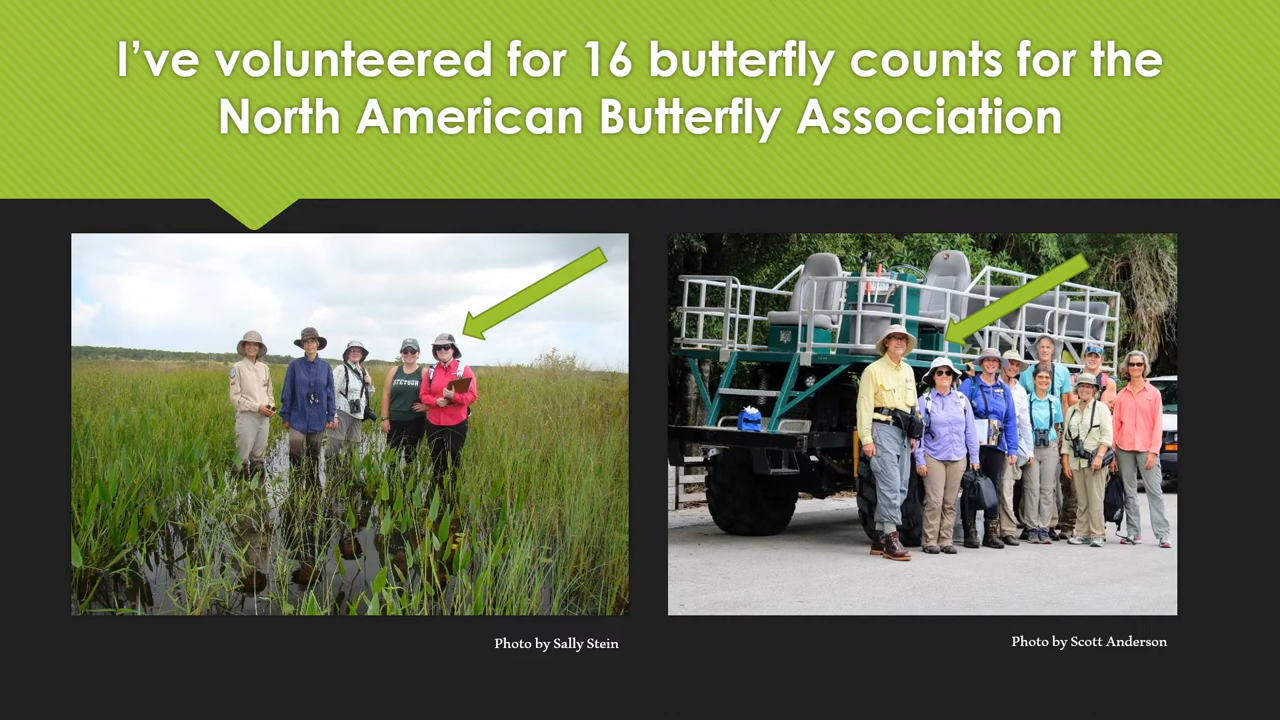 I’ve volunteered for 16 butterfly counts for the
North American Butterfly Association
STETSON
Photo by Sally Stein
Photo by Scott Anderson